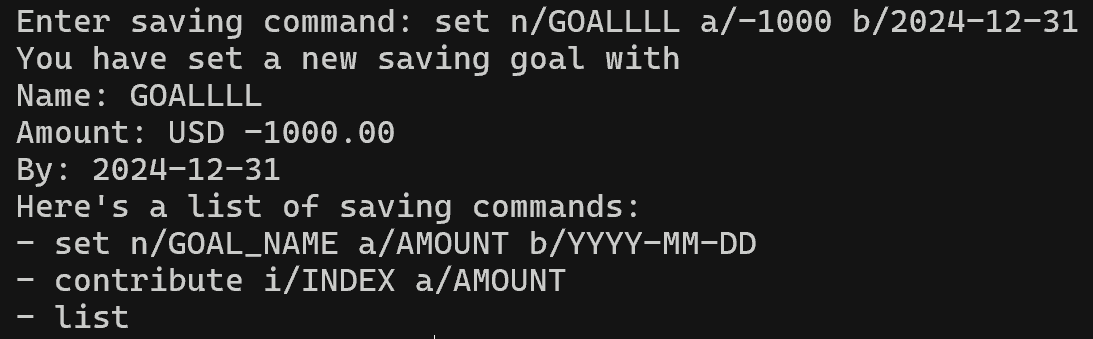 Enter saving command: set n/GOALLLL a/-1000 b/2024-12-31
You have set a new saving goal with
Name: GOALLLL
Amount: USD -1000.00
By: 2024-12-31
Here's a list of saving commands:
- set n/GOAL_NAME a/AMOUNT b/YYYY-MM-DD
- contribute i/INDEX a/AMOUNT
- list